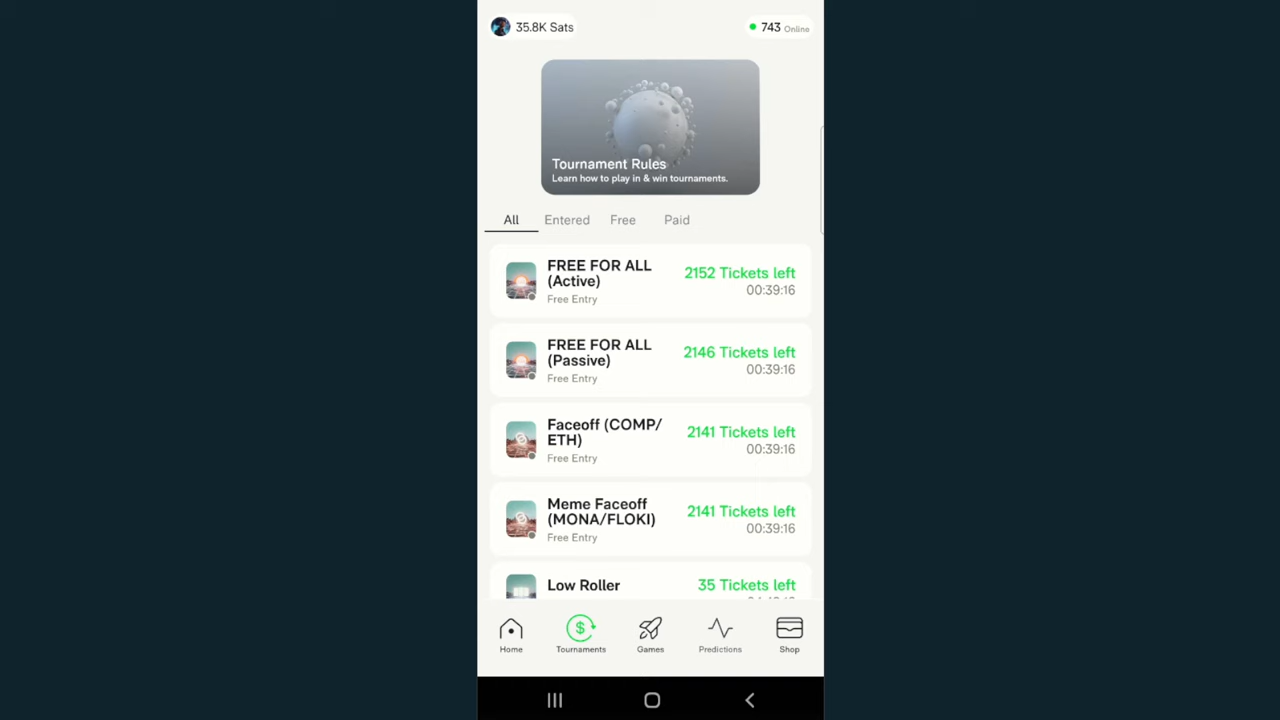 35.8K Sats
743 Online
Tournament Rules
Learn how to play in & win tournaments.
All Entered Free Paid
FREE FOR ALL
(Active)
Free Entry
2152 Tickets left
00:39:16
FREE FOR ALL
(Passive)
Free Entry
2146 Tickets left
00:39:16
Faceoff (COMP/
ETH)
Free Entry
2141 Tickets left
00:39:16
Meme Faceoff
(MONA/FLOKI)
Free Entry
2141 Tickets left
00:39:16
Low Roller
35 Tickets left
Home Tournaments Games Predictions Shop